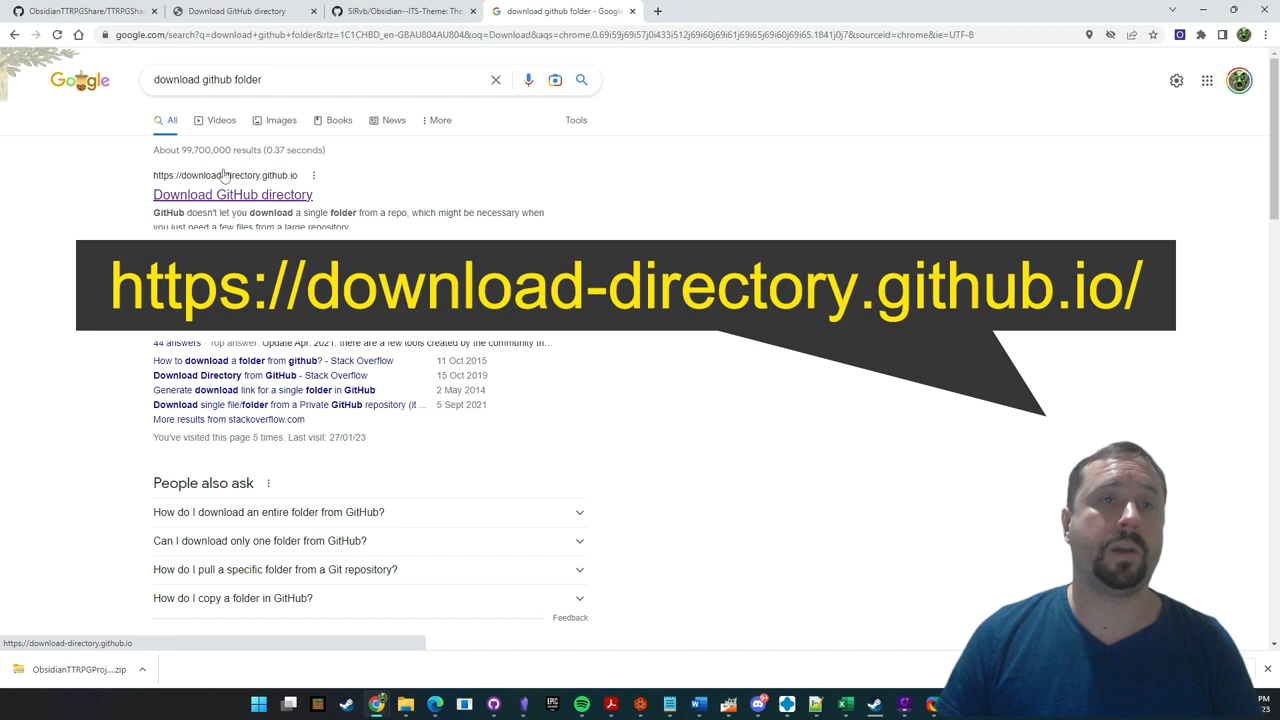 ObsidianTTRPGShare/TTRPGSha
Download GitHub directory
SlRvb/Obsidian--ITS-Theme: The
download github folder - Google
google.com/search?q=download+github+folder&rlz=1C1CHBD_en-GBAU804AU804&oq=Download&aqs=chrome.0.69i59j69i57j0i433i512j69i60j69i61j69i65j69i60j69i65.1841j0j7&sourceid=chrome&ie=UTF-8
Google
download github folder
All
Videos
Images
Books
News
More
Tools
About 99,700,000 results (0.37 seconds)
https://download-directory.github.io
Download GitHub directory
GitHub doesn't let you download a single folder from a repo, which might be necessary when
you just need a few files from a large repository.
https://download-directory.github.io/
44 answers · Top answer: Update Apr. 2021: there are a few tools created by the community th...
How to download a folder from github? - Stack Overflow 11 Oct 2015
Download Directory from GitHub - Stack Overflow 15 Oct 2019
Generate download link for a single folder in GitHub 2 May 2014
Download single file/folder from a Private GitHub repository (it ... 5 Sept 2021
More results from stackoverflow.com
You've visited this page 5 times. Last visit: 27/01/23
People also ask
How do I download an entire folder from GitHub?
Can I download only one folder from GitHub?
How do I pull a specific folder from a Git repository?
How do I copy a folder in GitHub?
Feedback
https://download-directory.github.io
ObsidianTTRPGProj....zip
EPIC
PM
23